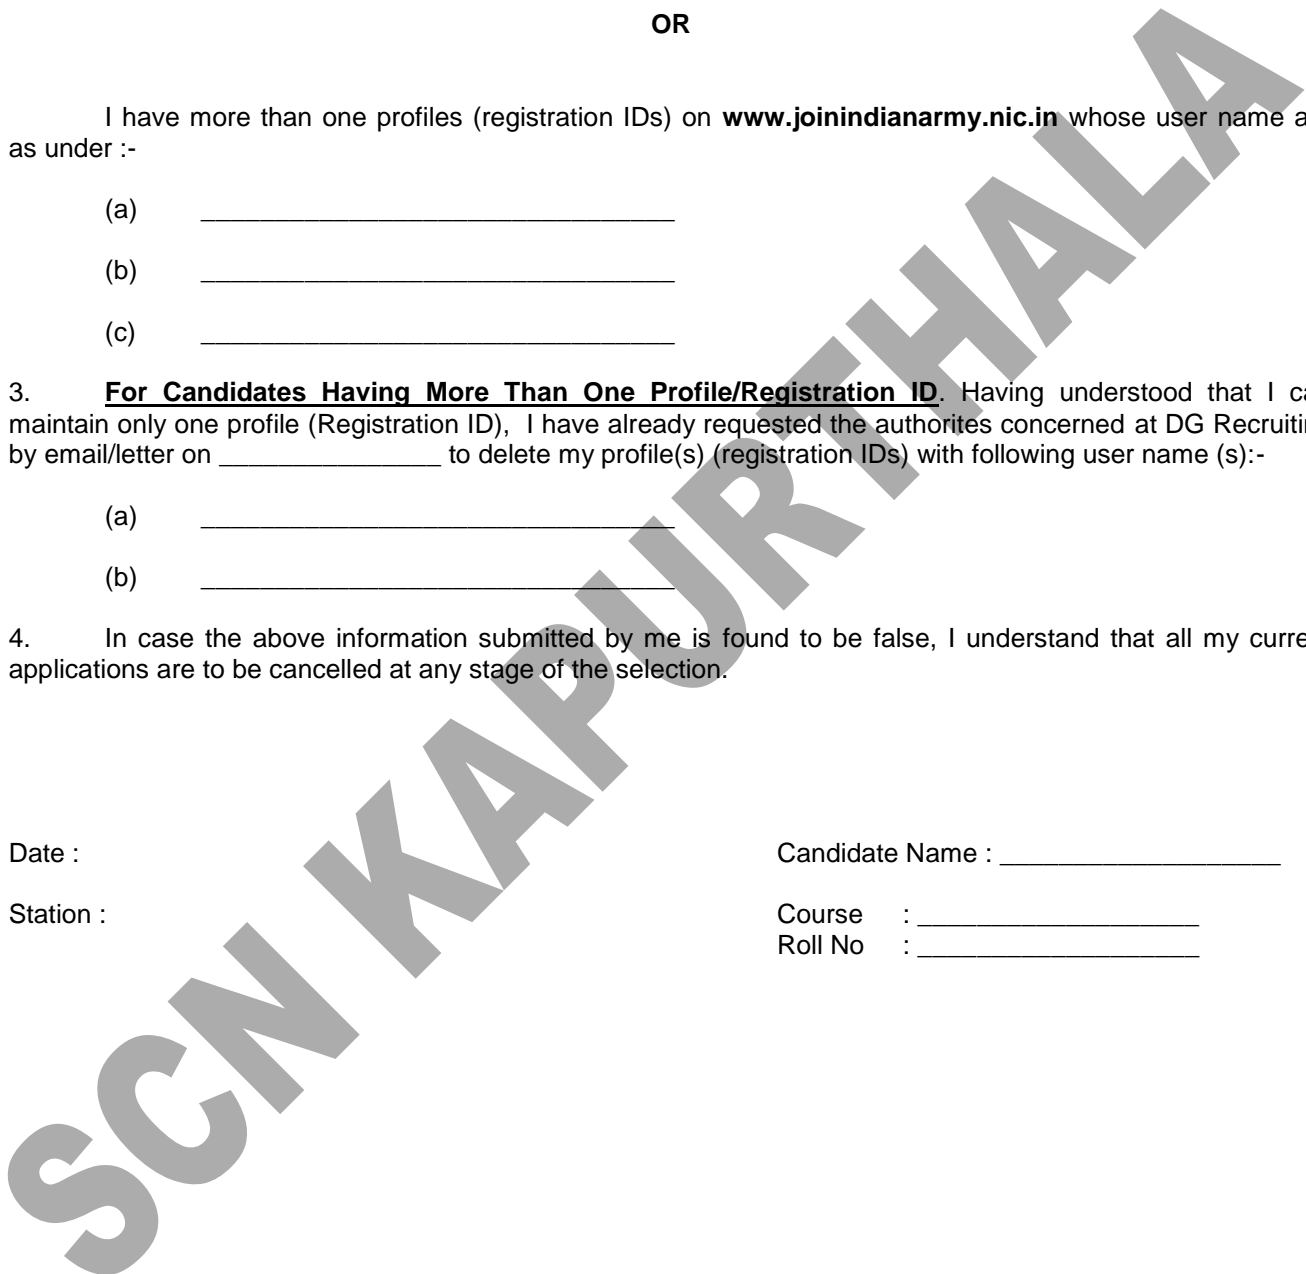 OR
I have more than one profiles (registration IDs) on www.joinindianarmy.nic.in whose user name a
as under :-
(a) ________________________________
(b) ________________________________
(c) ________________________________
3. For Candidates Having More Than One Profile/Registration ID. Having understood that I ca
maintain only one profile (Registration ID), I have already requested the authorites concerned at DG Recruitin
by email/letter on _______________ to delete my profile(s) (registration IDs) with following user name (s):-
(a) ________________________________
(b) ________________________________
4. In case the above information submitted by me is found to be false, I understand that all my curre
applications are to be cancelled at any stage of the selection.
Date : Candidate Name : ___________________
Station : Course : ___________________
Roll No : ___________________
SCN KAPURTHALA